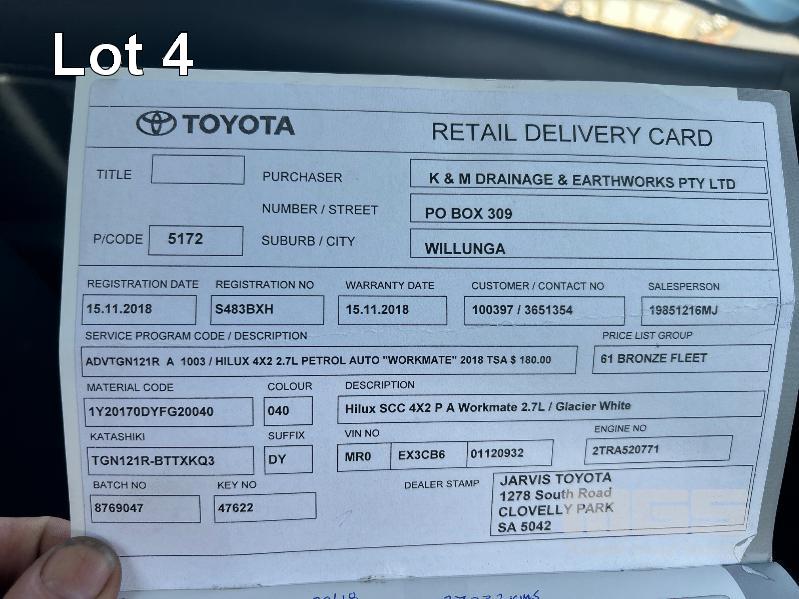 Lot 4
TOYOTA
RETAIL DELIVERY CARD
TITLE PURCHASER K & M DRAINAGE & EARTHWORKS PTY LTD
NUMBER / STREET PO BOX 309
P/CODE 5172 SUBURB / CITY WILLUNGA
REGISTRATION DATE REGISTRATION NO WARRANTY DATE CUSTOMER / CONTACT NO SALESPERSON
15.11.2018 S483BXH 15.11.2018 100397 / 3651354 19851216MJ
SERVICE PROGRAM CODE / DESCRIPTION PRICE LIST GROUP
ADVTGN121R A 1003 / HILUX 4X2 2.7L PETROL AUTO "WORKMATE" 2018 TSA $ 180.00 61 BRONZE FLEET
MATERIAL CODE COLOUR DESCRIPTION
1Y20170DYFG20040 040 Hilux SCC 4X2 P A Workmate 2.7L / Glacier White
KATASHIKI SUFFIX VIN NO ENGINE NO
TGN121R-BTTXKQ3 DY MR0 EX3CB6 01120932 2TRA520771
BATCH NO KEY NO DEALER STAMP
8769047 47622
JARVIS TOYOTA
1278 South Road
CLOVELLY PARK
SA 5042
MGS